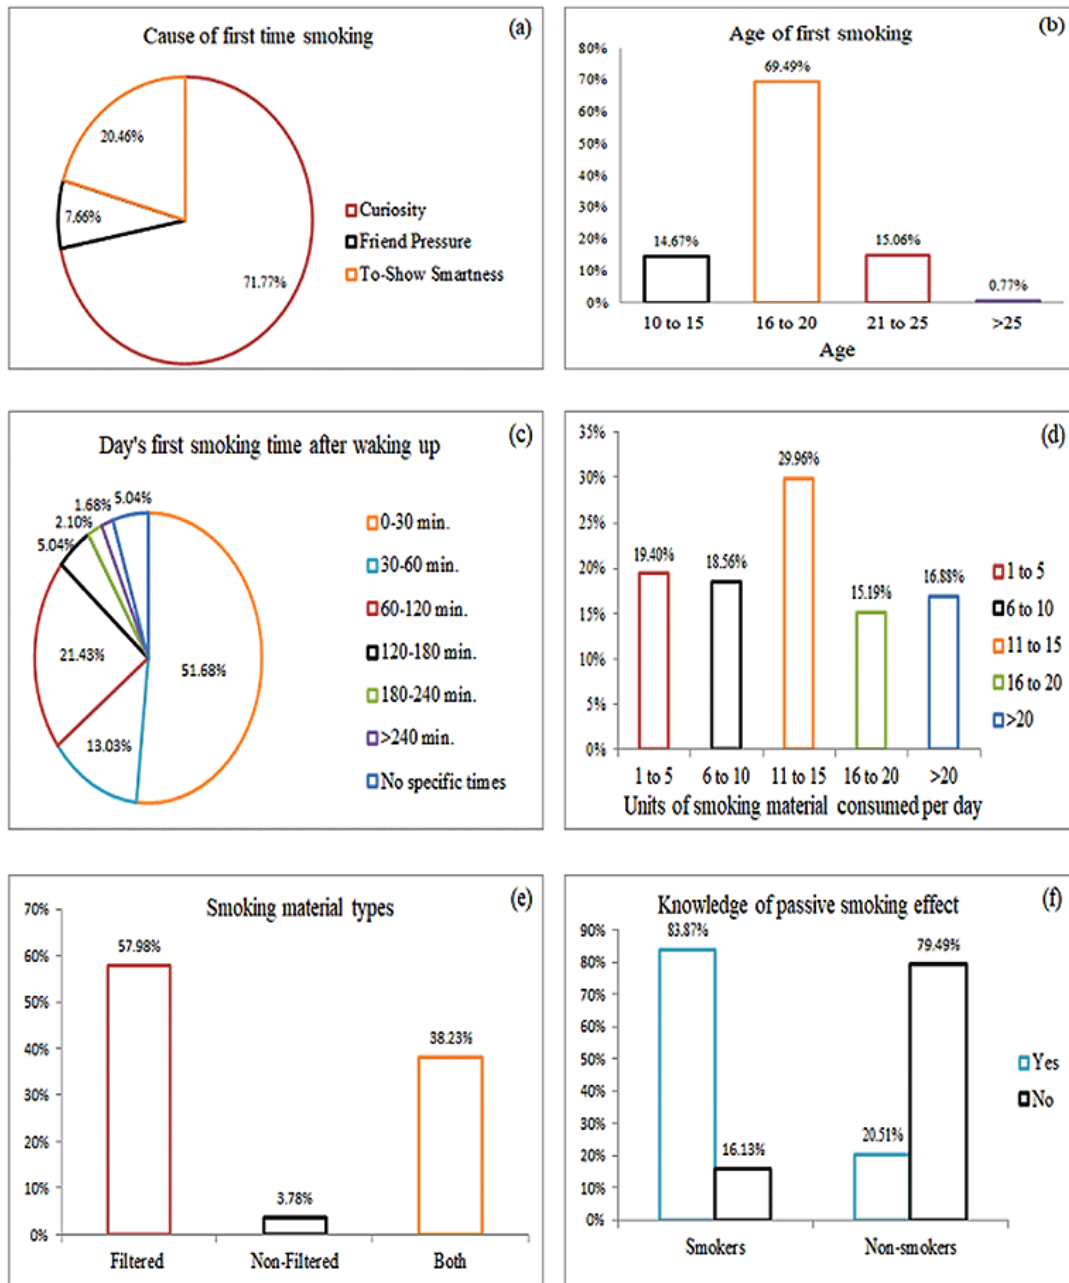 Cause of first time smoking
(a)
20.46%
7.66%
71.77%
Curiosity
Friend Pressure
To-Show Smartness
Age of first smoking
(b)
80%
70%
60%
50%
40%
30%
20%
10%
0%
14.67%
69.49%
15.06%
0.77%
10 to 15
16 to 20
21 to 25
>25
Age
Day's first smoking time after waking up
(c)
5.04%
1.68%
2.10%
5.04%
21.43%
13.03%
51.68%
0-30 min.
30-60 min.
60-120 min.
120-180 min.
180-240 min.
>240 min.
No specific times
(d)
35%
30%
25%
20%
15%
10%
5%
0%
19.40%
18.56%
29.96%
15.19%
16.88%
1 to 5
6 to 10
11 to 15
16 to 20
>20
Units of smoking material consumed per day
1 to 5
6 to 10
11 to 15
16 to 20
>20
Smoking material types
(e)
70%
60%
50%
40%
30%
20%
10%
0%
57.98%
3.78%
38.23%
Filtered
Non-Filtered
Both
Knowledge of passive smoking effect
(f)
90%
80%
70%
60%
50%
40%
30%
20%
10%
0%
83.87%
16.13%
20.51%
79.49%
Smokers
Non-smokers
Yes
No